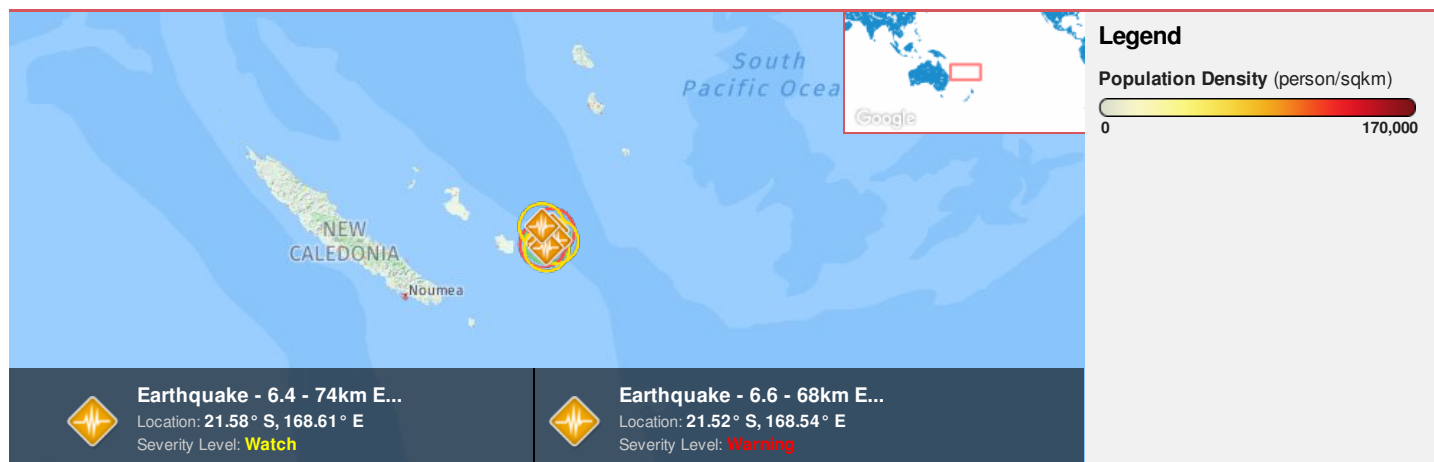 South
Pacific Ocea
Google
NEW
CALEDONIA
Noumea
Legend
Population Density (person/sqkm)
0 170,000
Earthquake - 6.4 - 74km E...
Location: 21.58° S, 168.61° E
Severity Level: Watch
Earthquake - 6.6 - 68km E...
Location: 21.52° S, 168.54° E
Severity Level: Warning